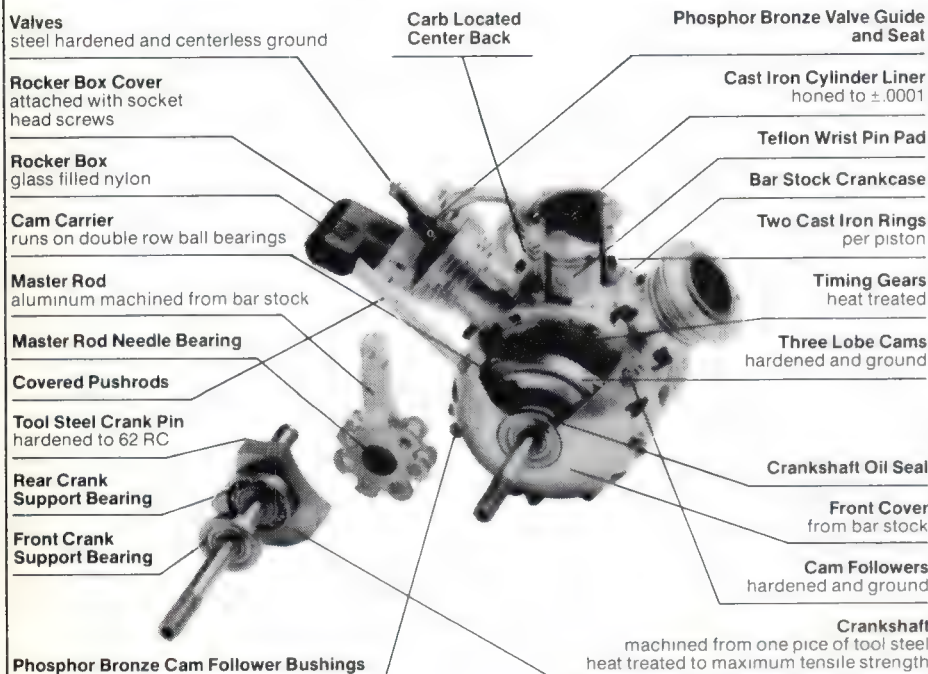 Valves
steel hardened and centerless ground
Rocker Box Cover
attached with socket
head screws
Rocker Box
glass filled nylon
Cam Carrier
runs on double row ball bearings
Master Rod
aluminum machined from bar stock
Master Rod Needle Bearing
Covered Pushrods
Tool Steel Crank Pin
hardened to 62 RC
Rear Crank
Support Bearing
Front Crank
Support Bearing
Phosphor Bronze Cam Follower Bushings
Carb Located
Center Back
Phosphor Bronze Valve Guide
and Seat
Cast Iron Cylinder Liner
honed to ±.0001
Teflon Wrist Pin Pad
Bar Stock Crankcase
Two Cast Iron Rings
per piston
Timing Gears
heat treated
Three Lobe Cams
hardened and ground
Crankshaft Oil Seal
Front Cover
from bar stock
Cam Followers
hardened and ground
Crankshaft
machined from one pice of tool steel
heat treated to maximum tensile strength